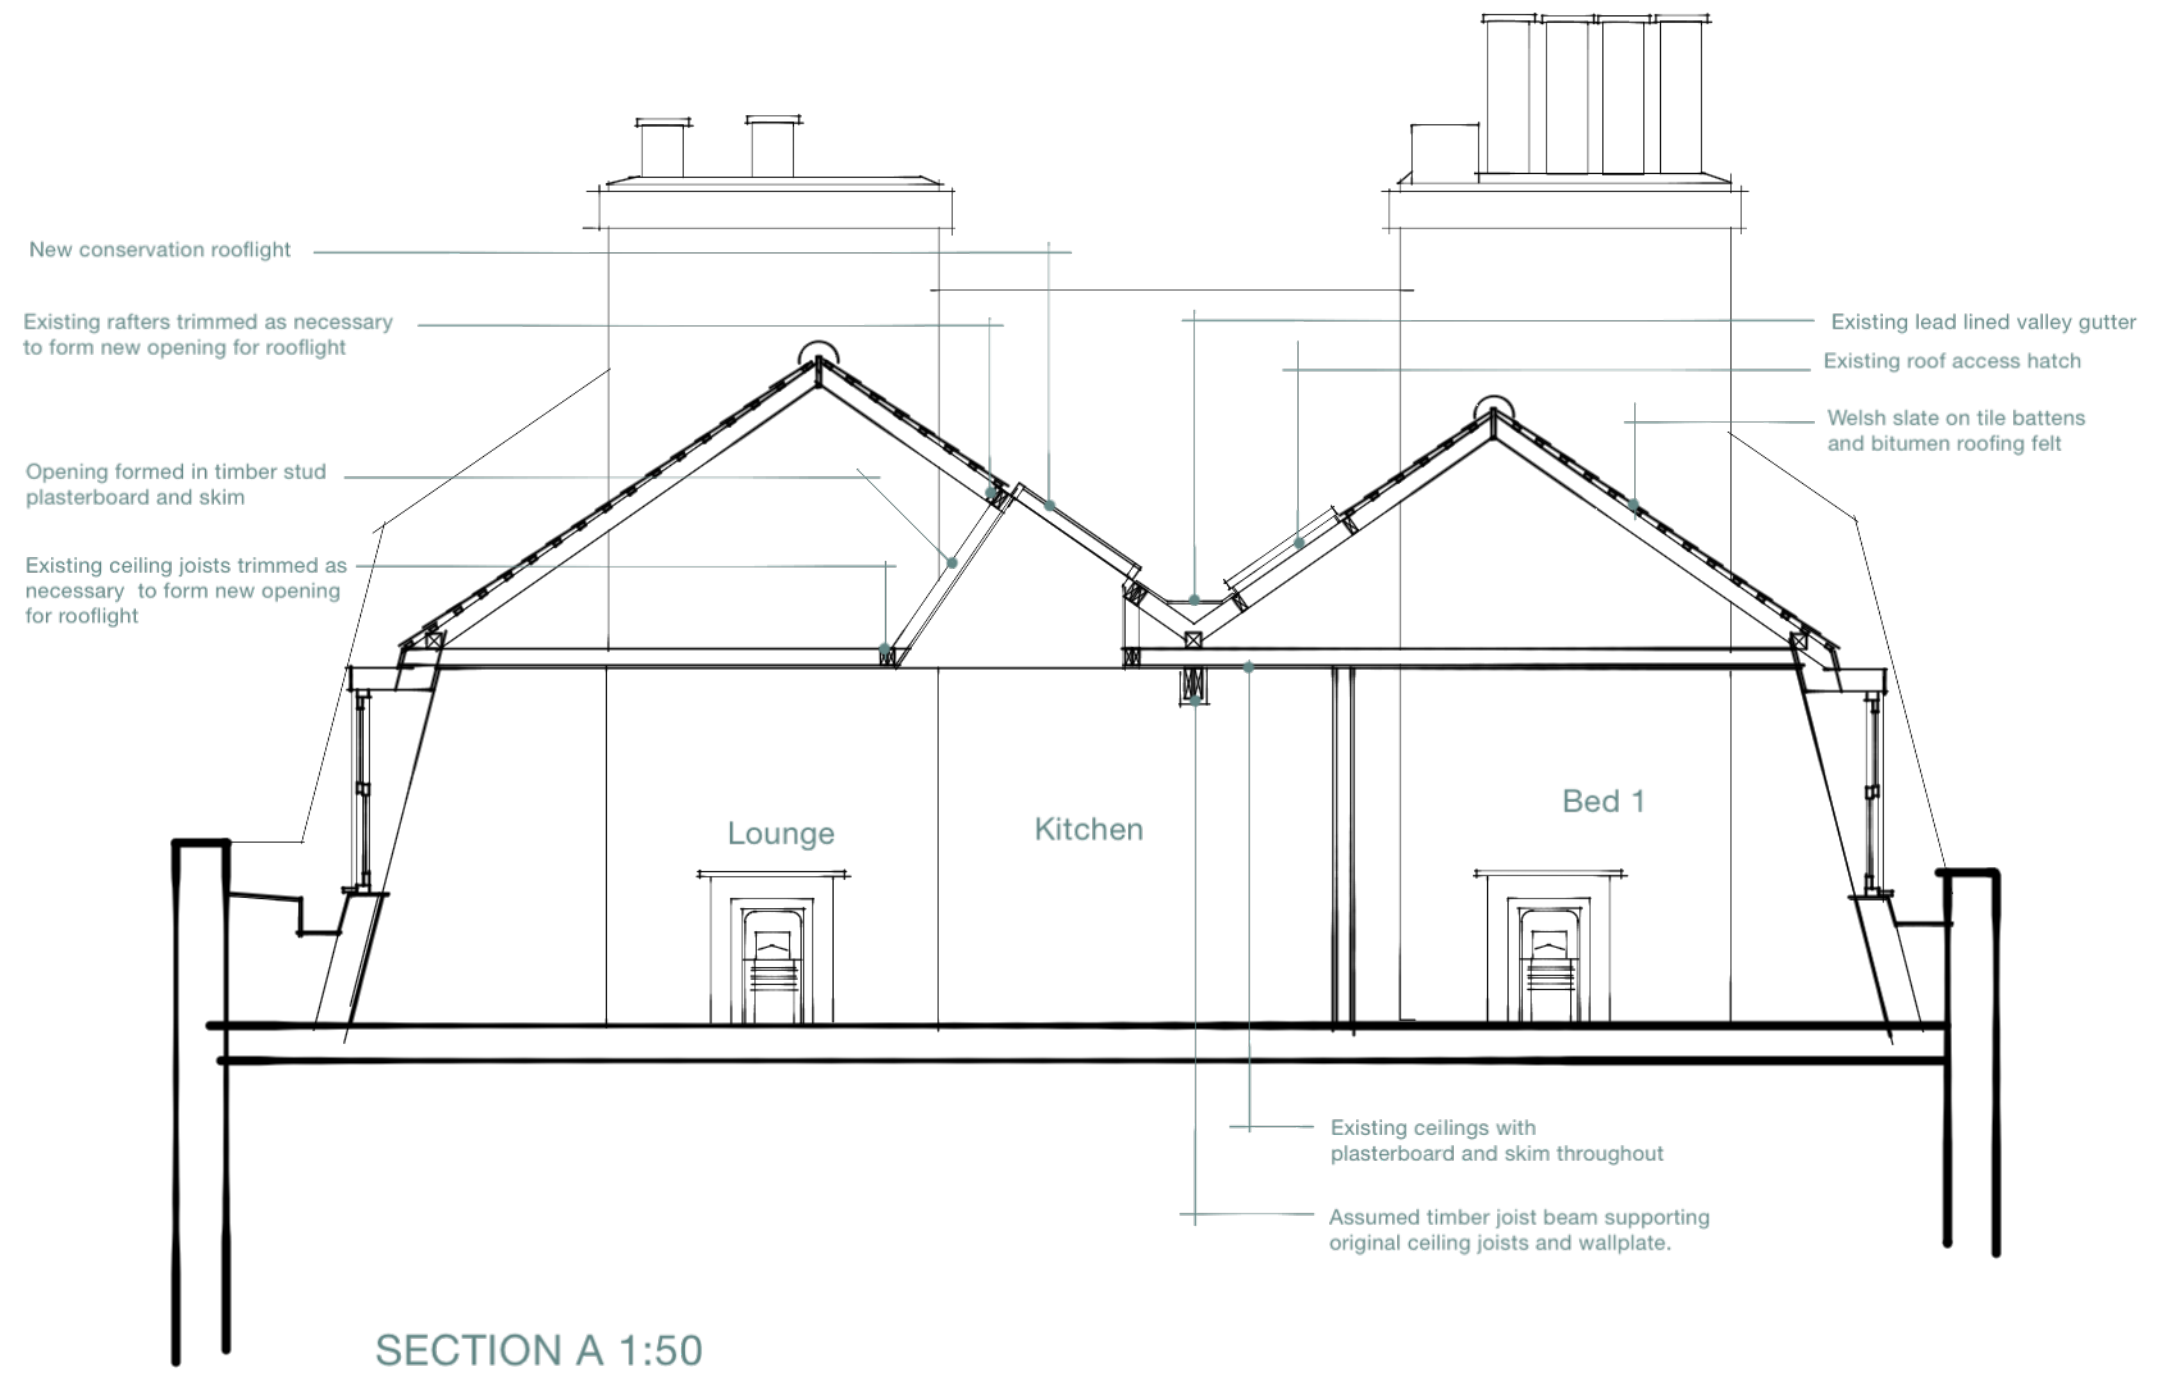 New conservation rooflight
Existing rafters trimmed as necessary
to form new opening for rooflight
Opening formed in timber stud
plasterboard and skim
Existing ceiling joists trimmed as
necessary  to form new opening
for rooflight
Existing lead lined valley gutter
Existing roof access hatch
Welsh slate on tile battens
and bitumen roofing felt
Lounge
Kitchen
Bed 1
Existing ceilings with
plasterboard and skim throughout
Assumed timber joist beam supporting
original ceiling joists and wallplate.
SECTION A 1:50